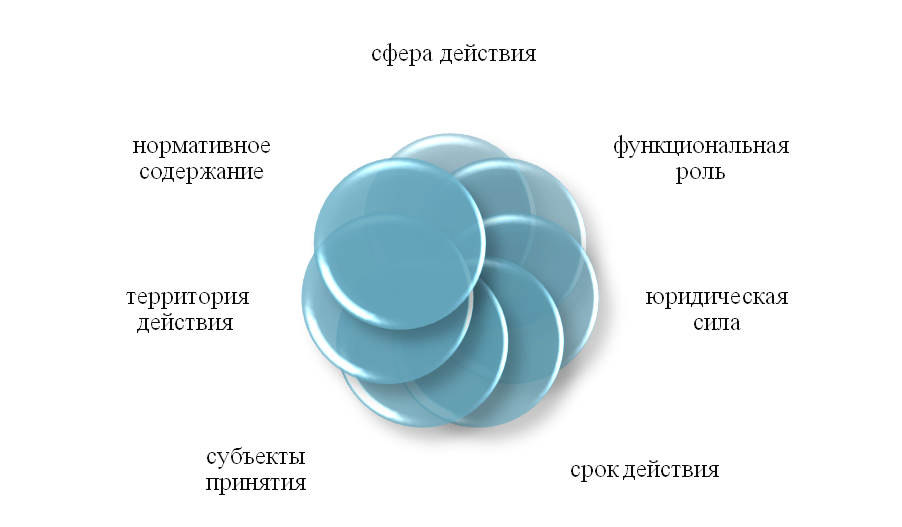 сфера действия
нормативное
содержание
функциональная
роль
территория
действия
юридическая
сила
субъекты
принятия
срок действия